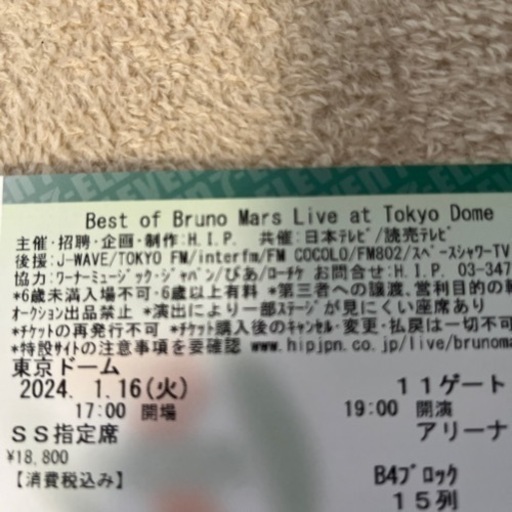 7-ELEVEN
Best of Bruno Mars Live at Tokyo Dome
主催・招聘・企画・制作:H.I.P. 共催:日本テレビ/読売テレビ
後援:J-WAVE/TOKYO FM/interfm/FM COCOLO/FM802/スペースシャワーTV
協力:ワーナーミュージック・ジャパン/ぴあ/ローチケ お問合せ:H.I.P. 03-347
*6歳未満入場不可・6歳以上有料 *第三者への譲渡、営利目的の転
オークション出品禁止 *演出により一部ステージが見にくい座席あり
*チケットの再発行不可 *チケット購入後のキャンセル・変更・払戻は一切不可
*特設サイトの注意事項を要確認 www.hipjpn.co.jp/live/brunoma
東京ドーム
2024. 1.16(火) 11ゲート
17:00 開場 19:00 開演
SS指定席 アリーナ
¥18,800
【消費税込み】 B4ブロック
15列